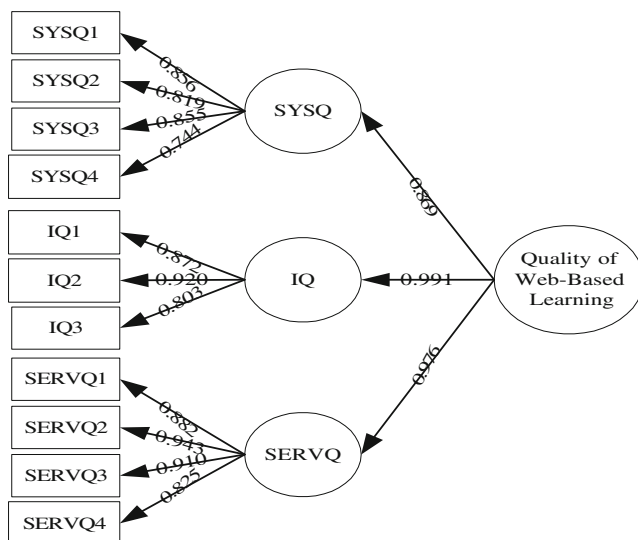 SYSQ1
SYSQ2
SYSQ3
SYSQ4
0.856
0.819
0.855
0.744
SYSQ
0.869
IQ1
IQ2
IQ3
0.872
0.920
0.803
IQ
0.991
Quality of
Web-Based
Learning
0.976
SERVQ1
SERVQ2
SERVQ3
SERVQ4
0.882
0.943
0.910
0.825
SERVQ